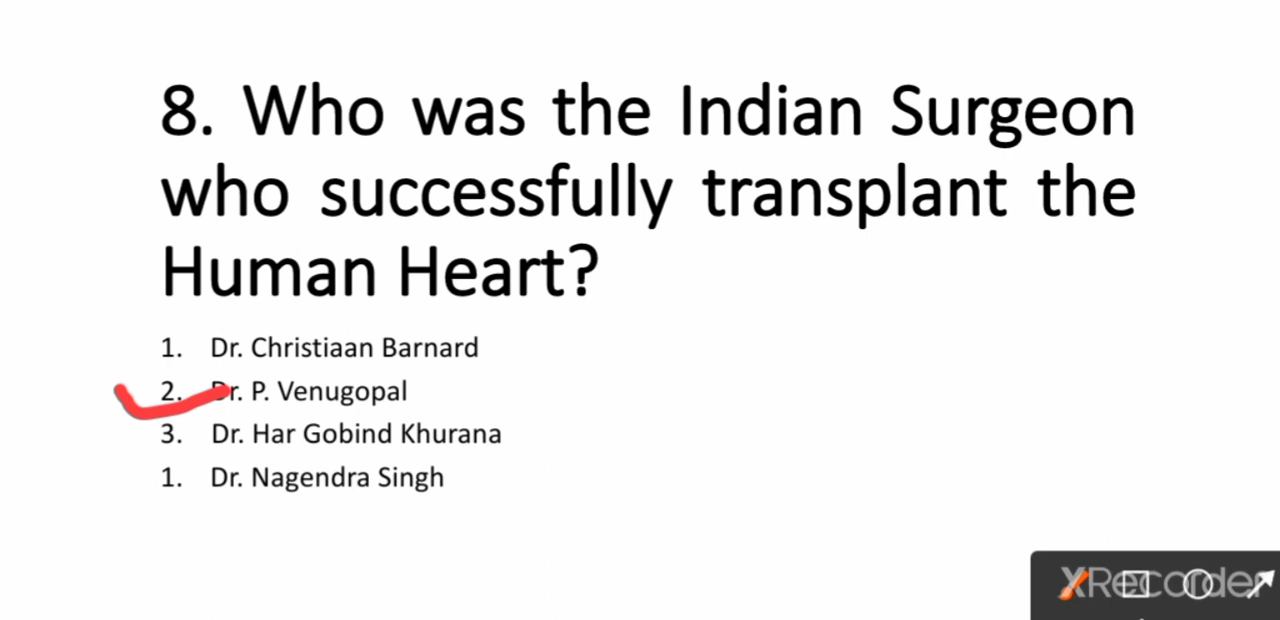 8. Who was the Indian Surgeon
who successfully transplant the
Human Heart?
1. Dr. Christiaan Barnard
2. Dr. P. Venugopal
3. Dr. Har Gobind Khurana
1. Dr. Nagendra Singh
XRecorder